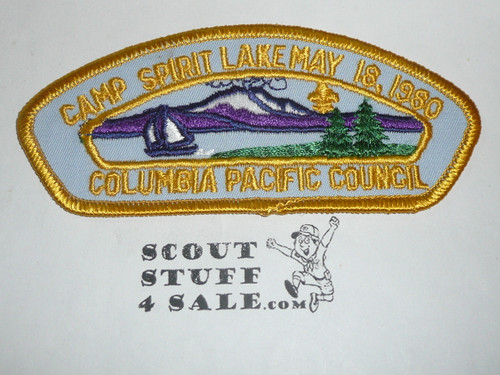 CAMP SPIRIT LAKE MAY 18, 1980
COLUMBIA PACIFIC COUNCIL
SCOUT
STUFF
4 SALE.COM